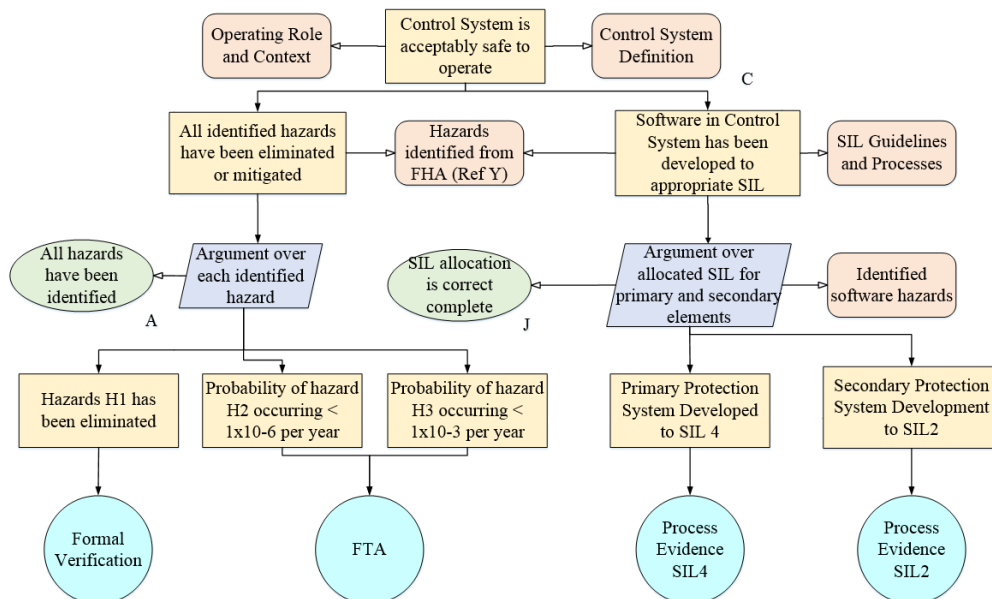 Operating Role
and Context
Control System is
acceptably safe to
operate
Control System
Definition
C
All identified hazards
have been eliminated
or mitigated
Hazards
identified from
FHA (Ref Y)
Software in Control
System has been
developed to
appropriate SIL
SIL Guidelines
and Processes
All hazards
have been
identified
Argument over
each identified
hazard
SIL allocation
is correct
complete
Argument over
allocated SIL for
primary and secondary
elements
Identified
software hazards
A
J
Hazards H1 has
been eliminated
Probability of hazard
H2 occurring <
1x10-6 per year
Probability of hazard
H3 occurring <
1x10-3 per year
Primary Protection
System Developed
to SIL 4
Secondary Protection
System Development
to SIL2
Formal
Verification
FTA
Process
Evidence
SIL4
Process
Evidence
SIL2